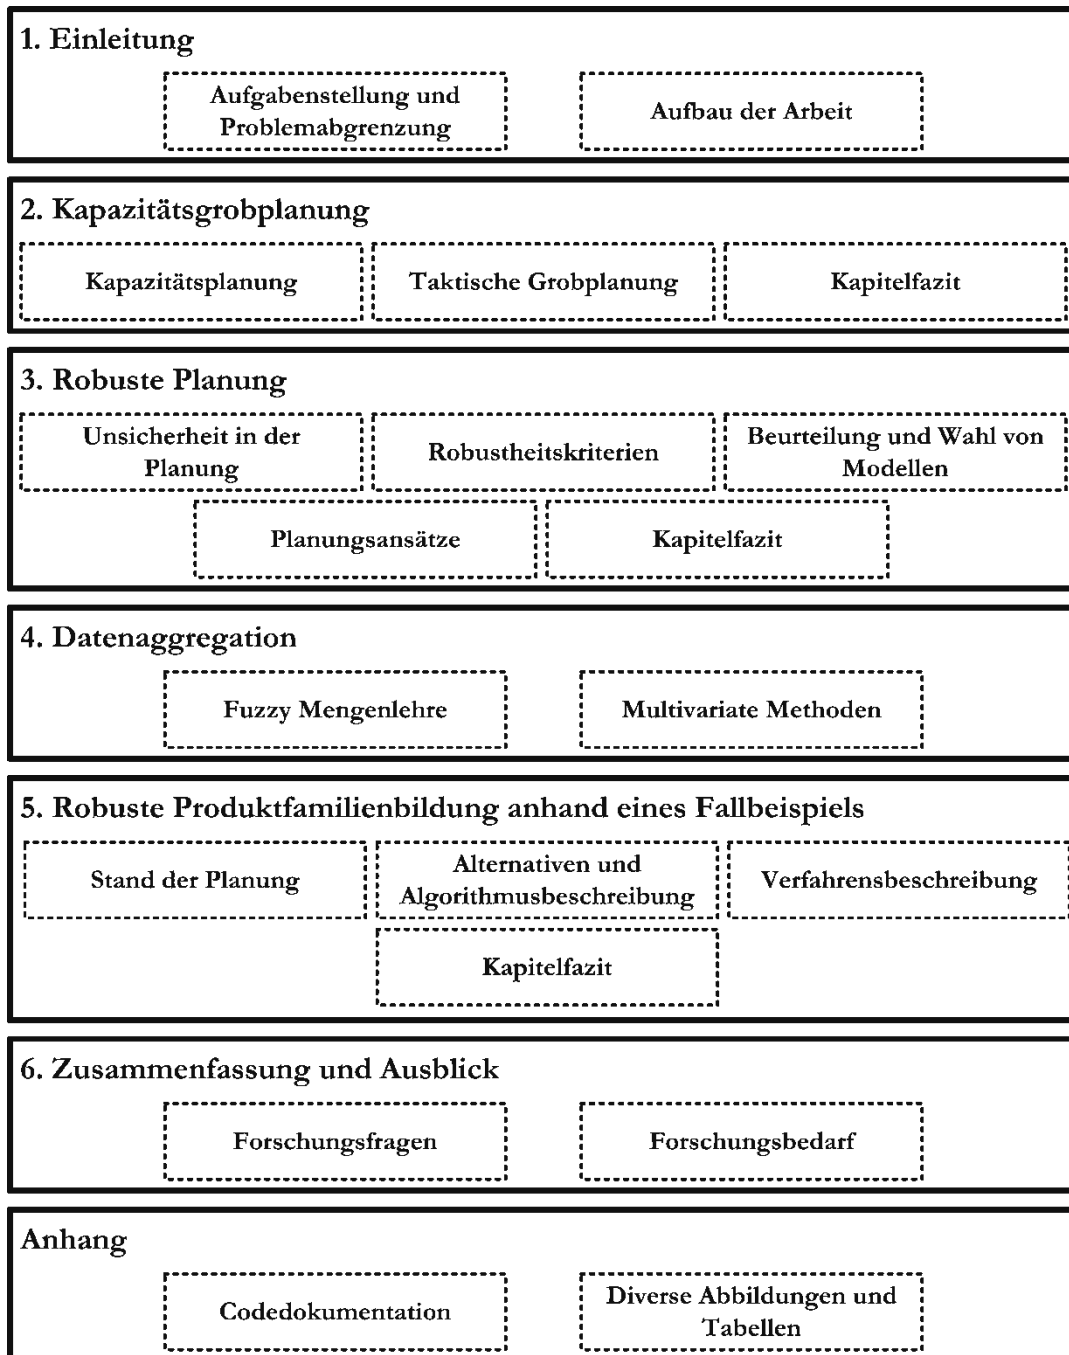 1. Einleitung
Aufgabenstellung und
Problemabgrenzung
Aufbau der Arbeit
2. Kapazitätsgrobplanung
Kapazitätsplanung
Taktische Grobplanung
Kapitelfazit
3. Robuste Planung
Unsicherheit in der
Planung
Robustheitskriterien
Beurteilung und Wahl von
Modellen
Planungsansätze
Kapitelfazit
4. Datenaggregation
Fuzzy Mengenlehre
Multivariate Methoden
5. Robuste Produktfamilienbildung anhand eines Fallbeispiels
Stand der Planung
Alternativen und
Algorithmusbeschreibung
Verfahrensbeschreibung
Kapitelfazit
6. Zusammenfassung und Ausblick
Forschungsfragen
Forschungsbedarf
Anhang
Codedokumentation
Diverse Abbildungen und
Tabellen